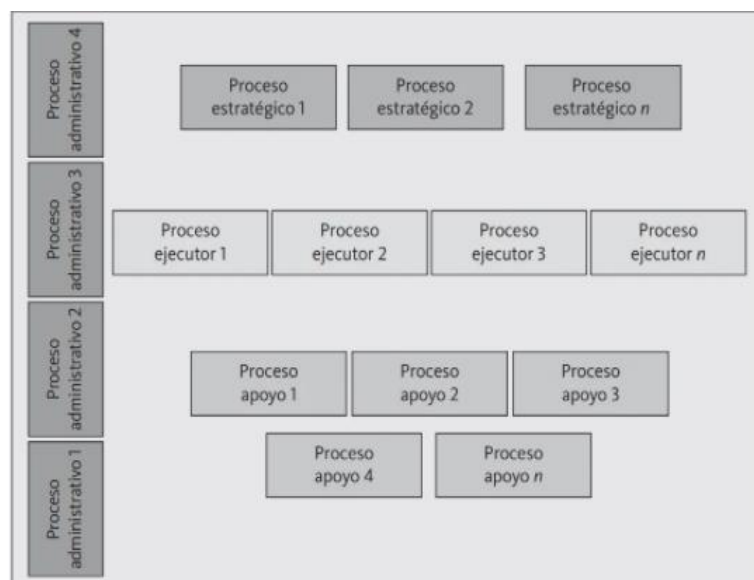 Proceso
administrativo 4
Proceso
estratégico 1
Proceso
estratégico 2
Proceso
estratégico n
Proceso
administrativo 3
Proceso
ejecutor 1
Proceso
ejecutor 2
Proceso
ejecutor 3
Proceso
ejecutor n
Proceso
administrativo 2
Proceso
apoyo 1
Proceso
apoyo 2
Proceso
apoyo 3
Proceso
administrativo 1
Proceso
apoyo 4
Proceso
apoyo n